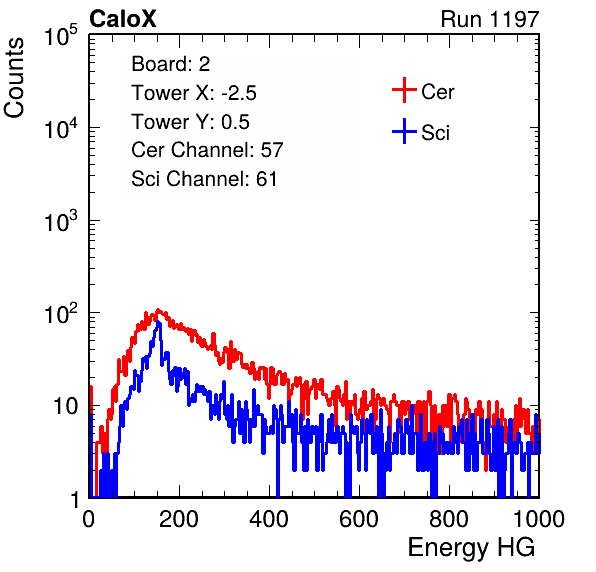 CaloX Run 1197
Counts
Board: 2
Tower X: -2.5
Tower Y: 0.5
Cer Channel: 57
Sci Channel: 61
Cer
Sci
10^5
10^4
10^3
10^2
10
1
0 200 400 600 800 1000
Energy HG